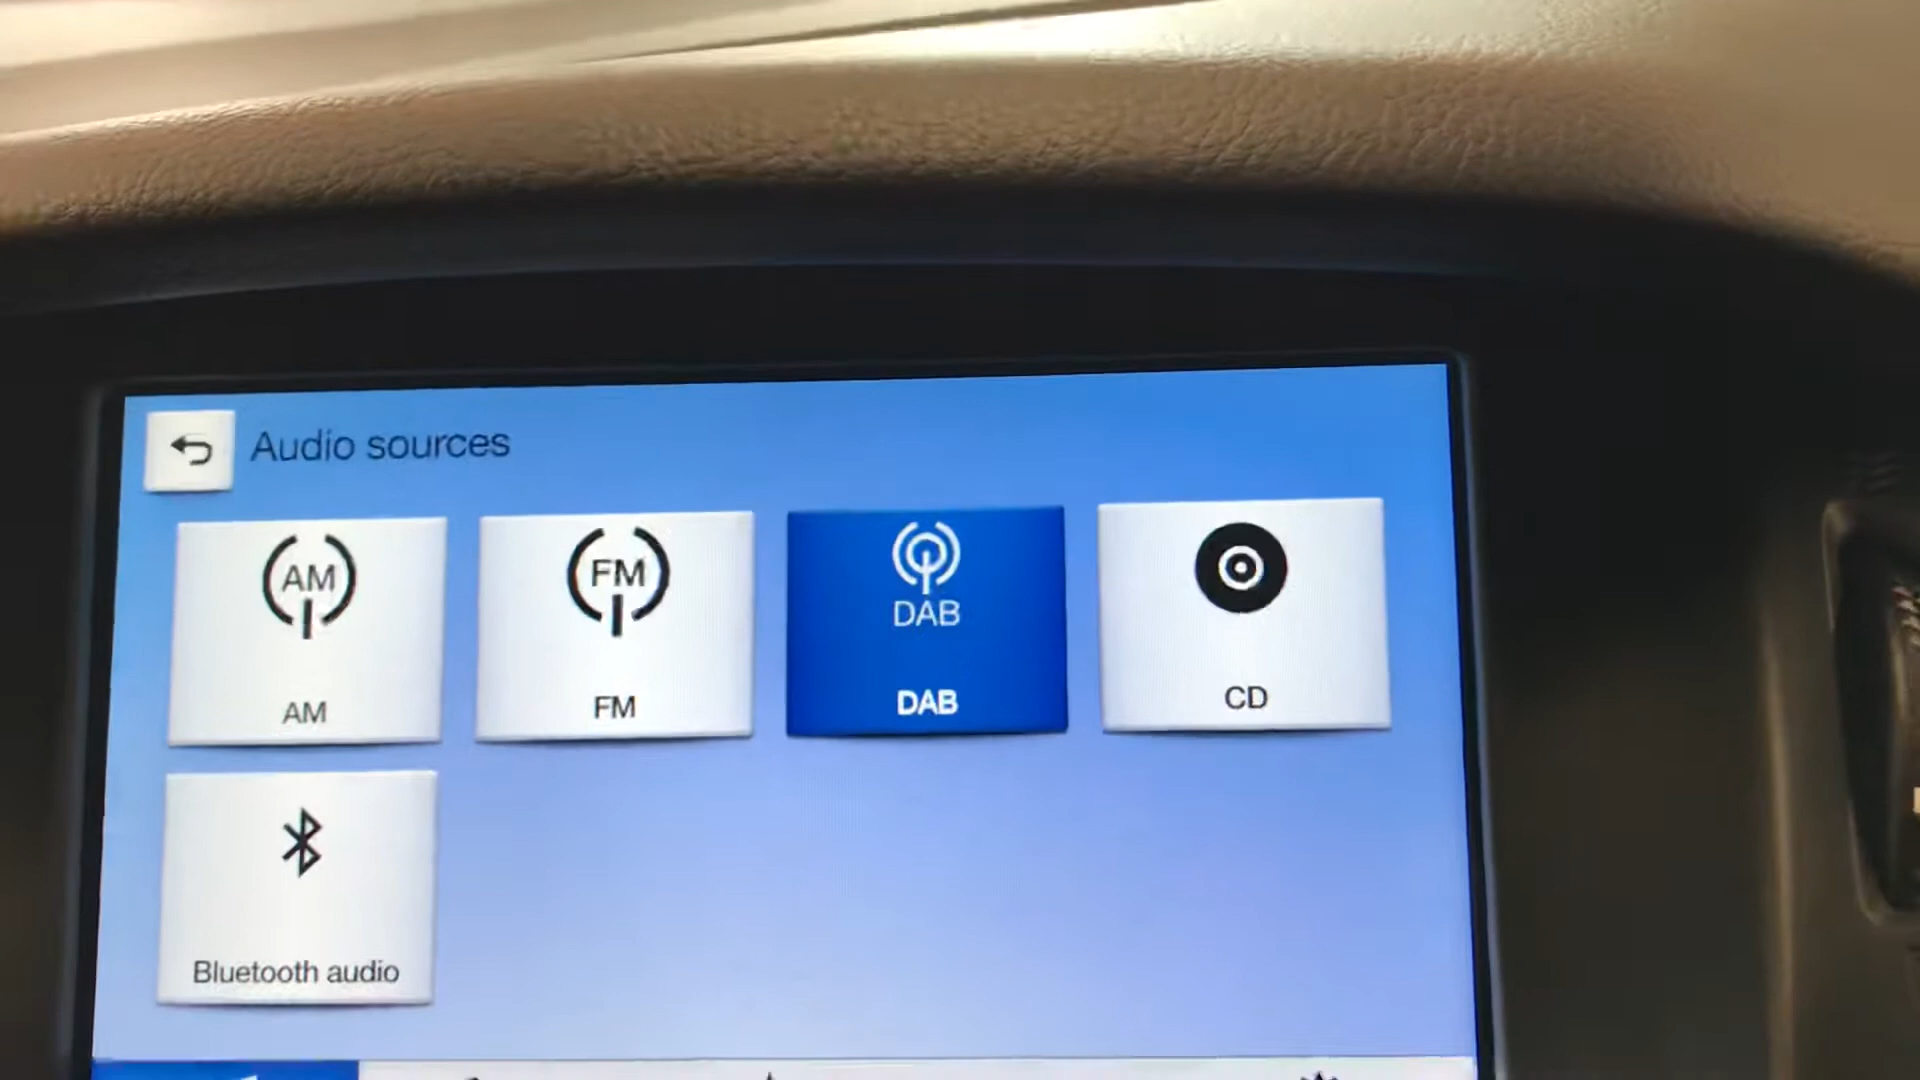 Audio sources
AM
FM
DAB
AM
FM
DAB
CD
Bluetooth audio